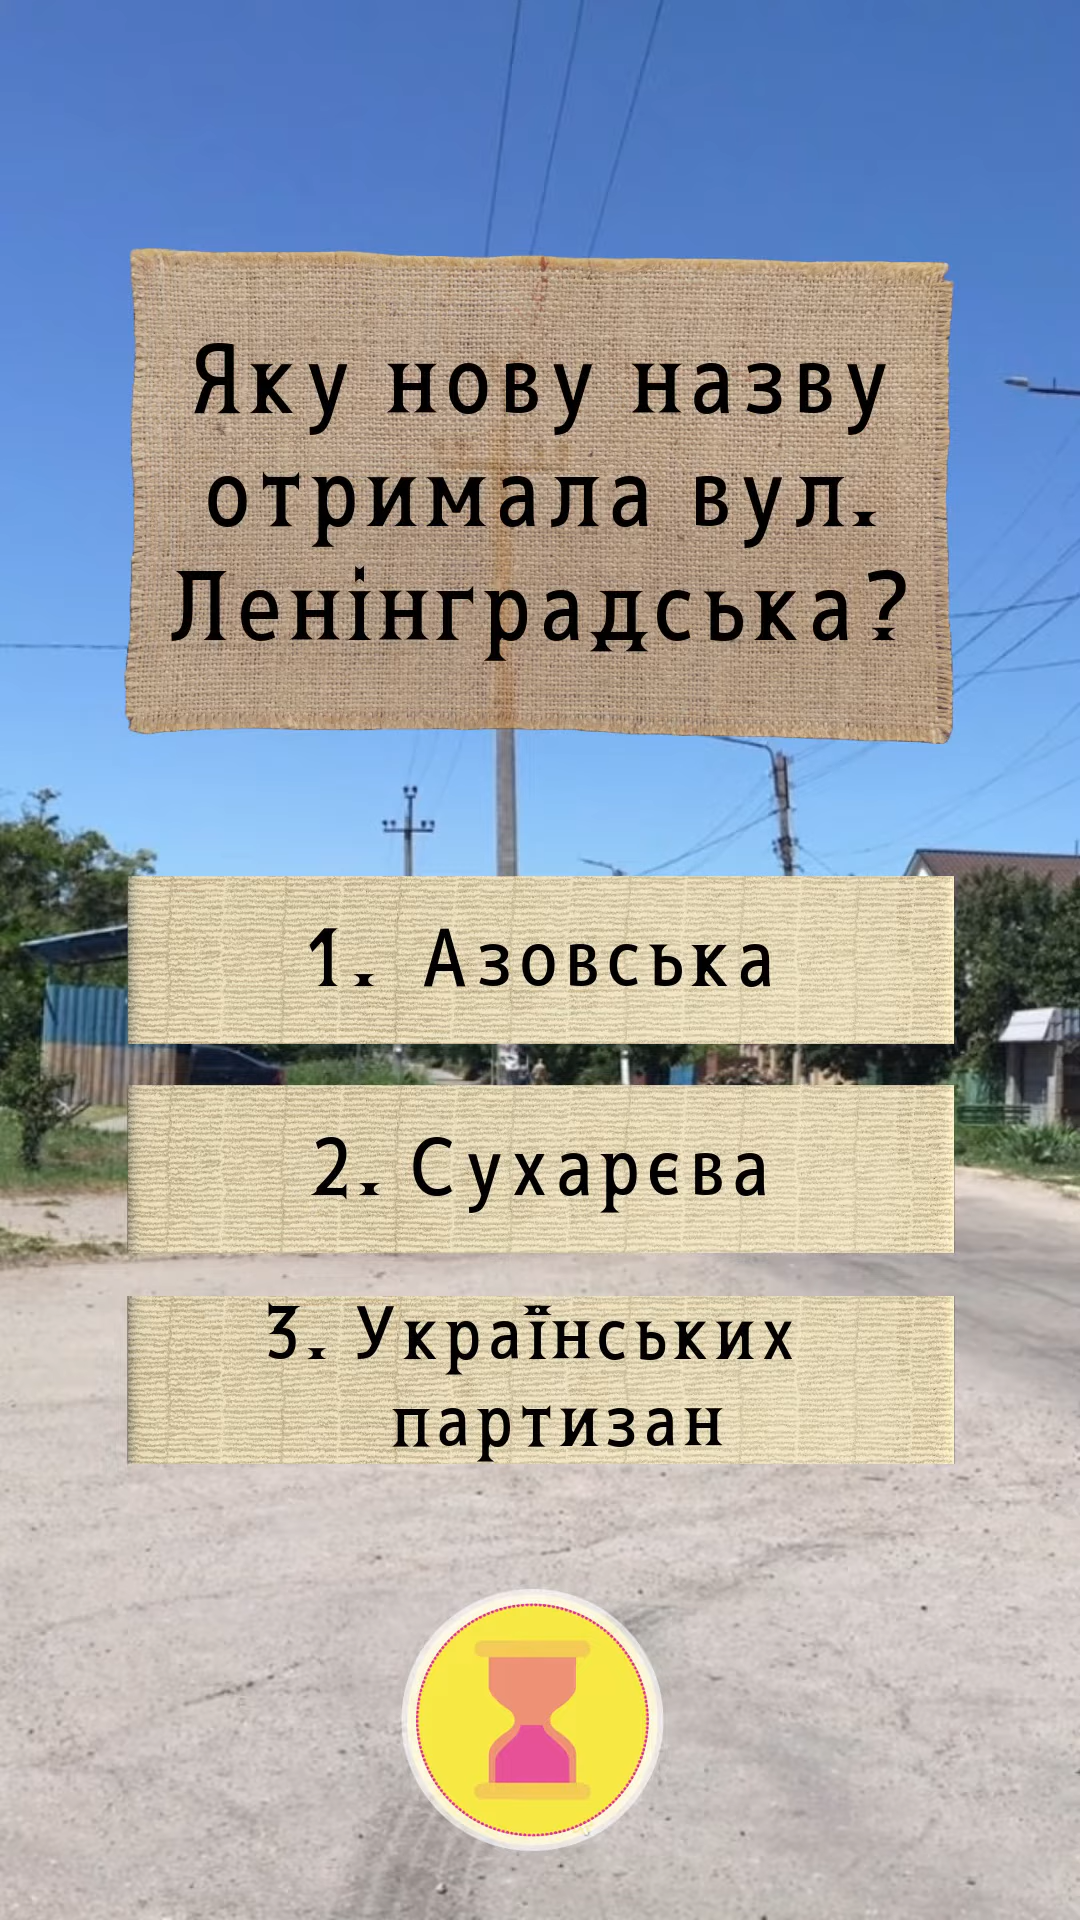 Яку нову назву
отримала вул.
Ленінградська?
1. Азовська
2. Сухарєва
3. Українських
партизан